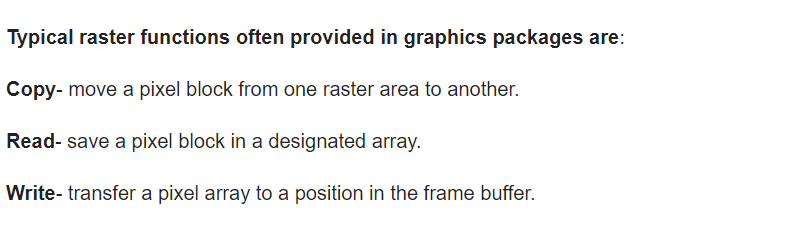 Typical raster functions often provided in graphics packages are:
Copy- move a pixel block from one raster area to another.
Read- save a pixel block in a designated array.
Write- transfer a pixel array to a position in the frame buffer.